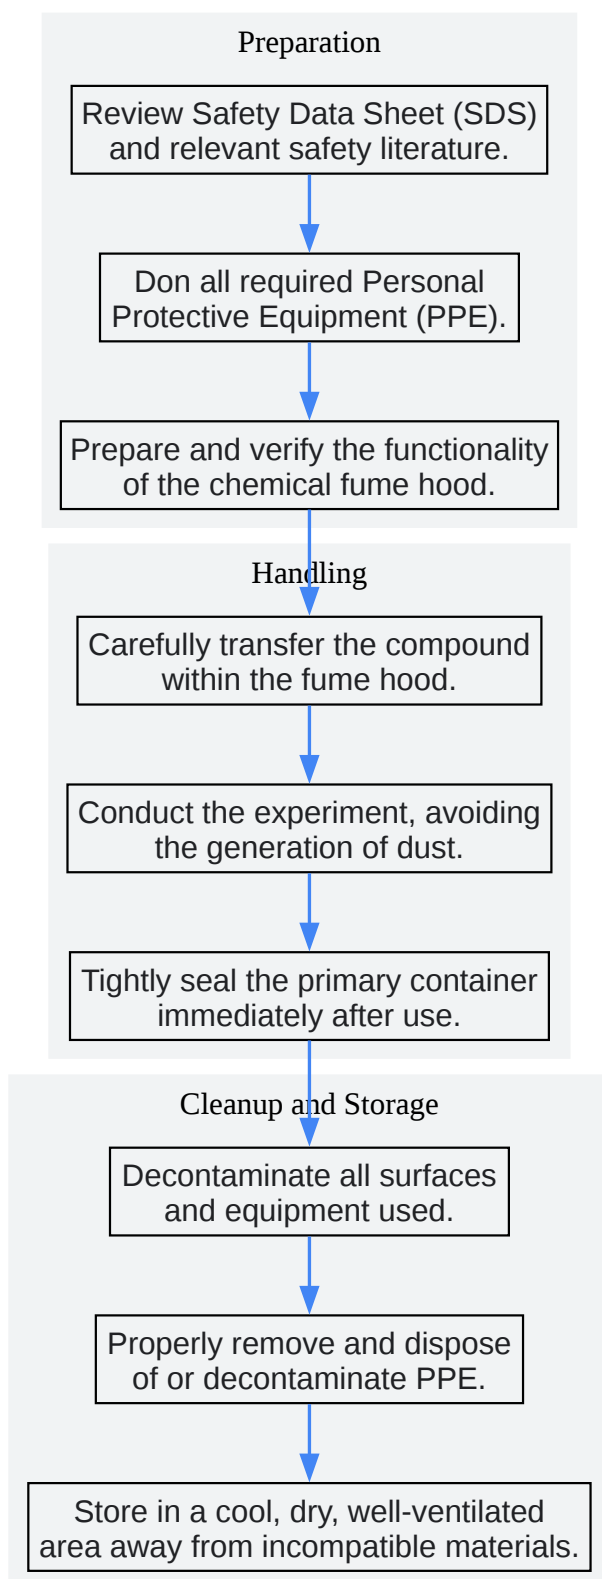 Preparation
Review Safety Data Sheet (SDS)
and relevant safety literature.
Don all required Personal
Protective Equipment (PPE).
Prepare and verify the functionality
of the chemical fume hood.
Handling
Carefully transfer the compound
within the fume hood.
Conduct the experiment, avoiding
the generation of dust.
Tightly seal the primary container
immediately after use.
Cleanup and Storage
Decontaminate all surfaces
and equipment used.
Properly remove and dispose
of or decontaminate PPE.
Store in a cool, dry, well-ventilated
area away from incompatible materials.